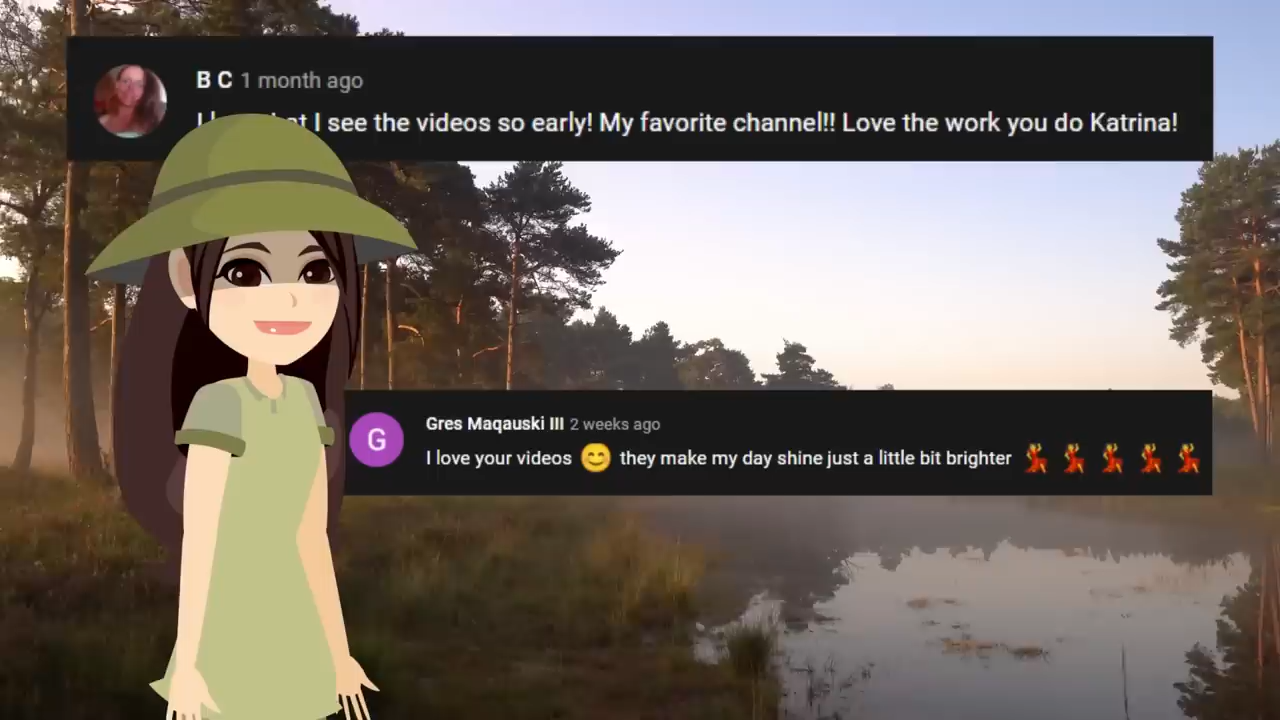 B C 1 month ago
I see the videos so early! My favorite channel!! Love the work you do Katrina!
G
Gres Maqauski III 2 weeks ago
I love your videos 😊 they make my day shine just a little bit brighter 💃 💃 💃 💃 💃